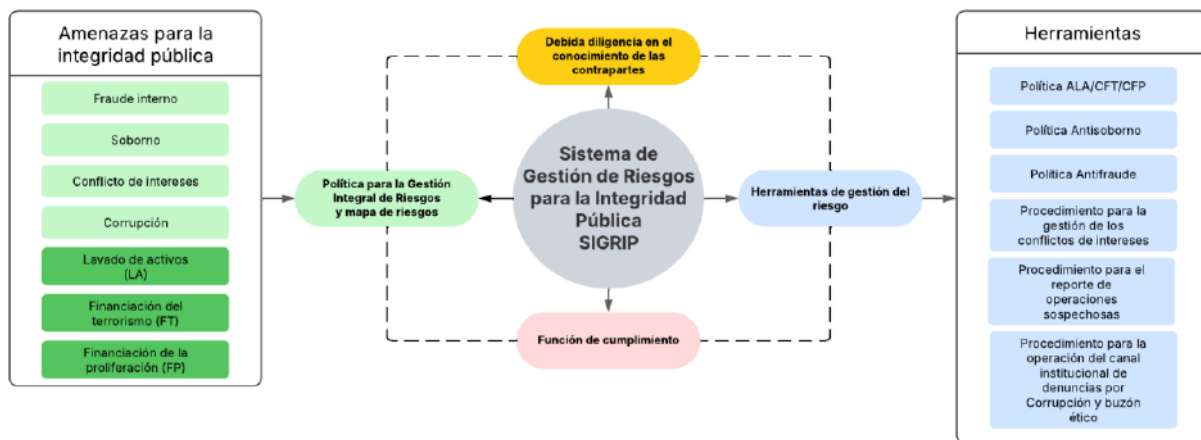 Amenazas para la
integridad pública
Fraude interno
Soborno
Conflicto de intereses
Corrupción
Lavado de activos
(LA)
Financiación del
terrorismo (FT)
Financiación de la
proliferación (FP)
Política para la Gestión
Integral de Riesgos
y mapa de riesgos
Debida diligencia en el
conocimiento de las
contrapartes
Sistema de
Gestión de Riesgos
para la Integridad
Pública
SIGRIP
Función de cumplimiento
Herramientas de gestión del
riesgo
Herramientas
Política ALA/CFT/CFP
Política Antisoborno
Política Antifraude
Procedimiento para la
gestión de los
conflictos de intereses
Procedimiento para el
reporte de
operaciones
sospechosas
Procedimiento para la
operación del canal
institucional de
denuncias por
Corrupción y buzón
ético